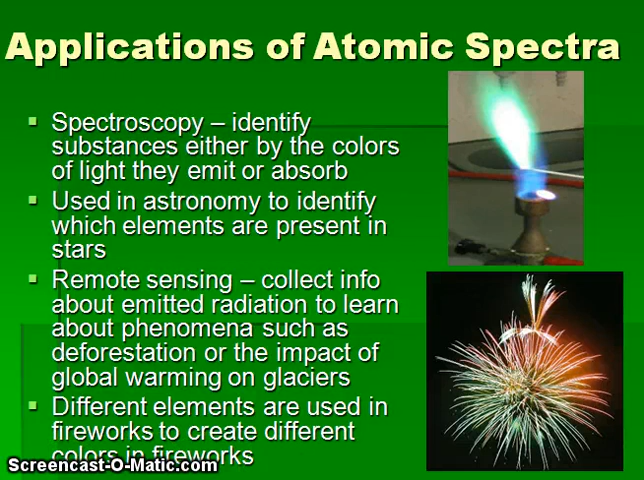 Applications of Atomic Spectra
Spectroscopy – identify
substances either by the colors
of light they emit or absorb
Used in astronomy to identify
which elements are present in
stars
Remote sensing – collect info
about emitted radiation to learn
about phenomena such as
deforestation or the impact of
global warming on glaciers
Different elements are used in
fireworks to create different
colors in fireworks
Screencast-O-Matic.com